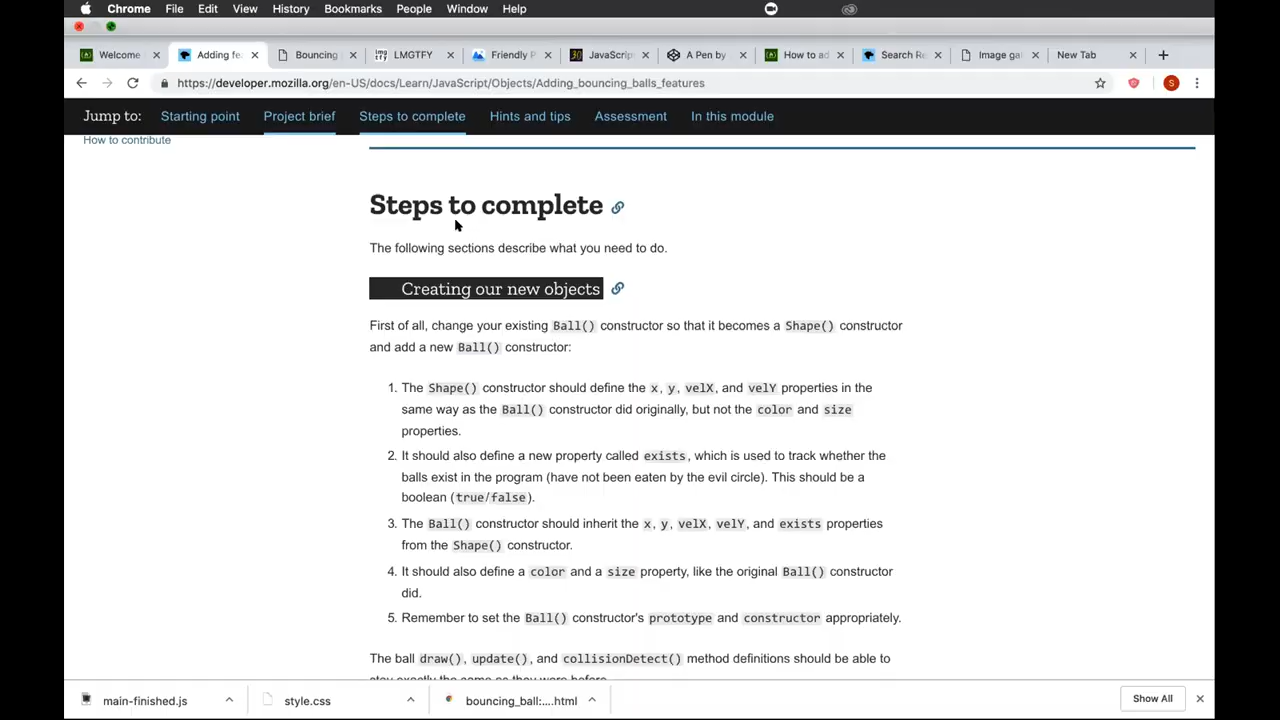 Chrome File Edit View History Bookmarks People Window Help
Welcome Adding fe Bouncing LMGTFY Friendly P JavaScrip A Pen by How to ad Search Re Image ga New Tab
https://developer.mozilla.org/en-US/docs/Learn/JavaScript/Objects/Adding_bouncing_balls_features
Jump to: Starting point Project brief Steps to complete Hints and tips Assessment In this module
How to contribute
Steps to complete
The following sections describe what you need to do.
Creating our new objects
First of all, change your existing Ball() constructor so that it becomes a Shape() constructor
and add a new Ball() constructor:
1. The Shape() constructor should define the x, y, velX, and velY properties in the
same way as the Ball() constructor did originally, but not the color and size
properties.
2. It should also define a new property called exists, which is used to track whether the
balls exist in the program (have not been eaten by the evil circle). This should be a
boolean (true/false).
3. The Ball() constructor should inherit the x, y, velX, velY, and exists properties
from the Shape() constructor.
4. It should also define a color and a size property, like the original Ball() constructor
did.
5. Remember to set the Ball() constructor's prototype and constructor appropriately.
The ball draw(), update(), and collisionDetect() method definitions should be able to
stay exactly the same as they were before.
main-finished.js style.css bouncing_ball:....html Show All